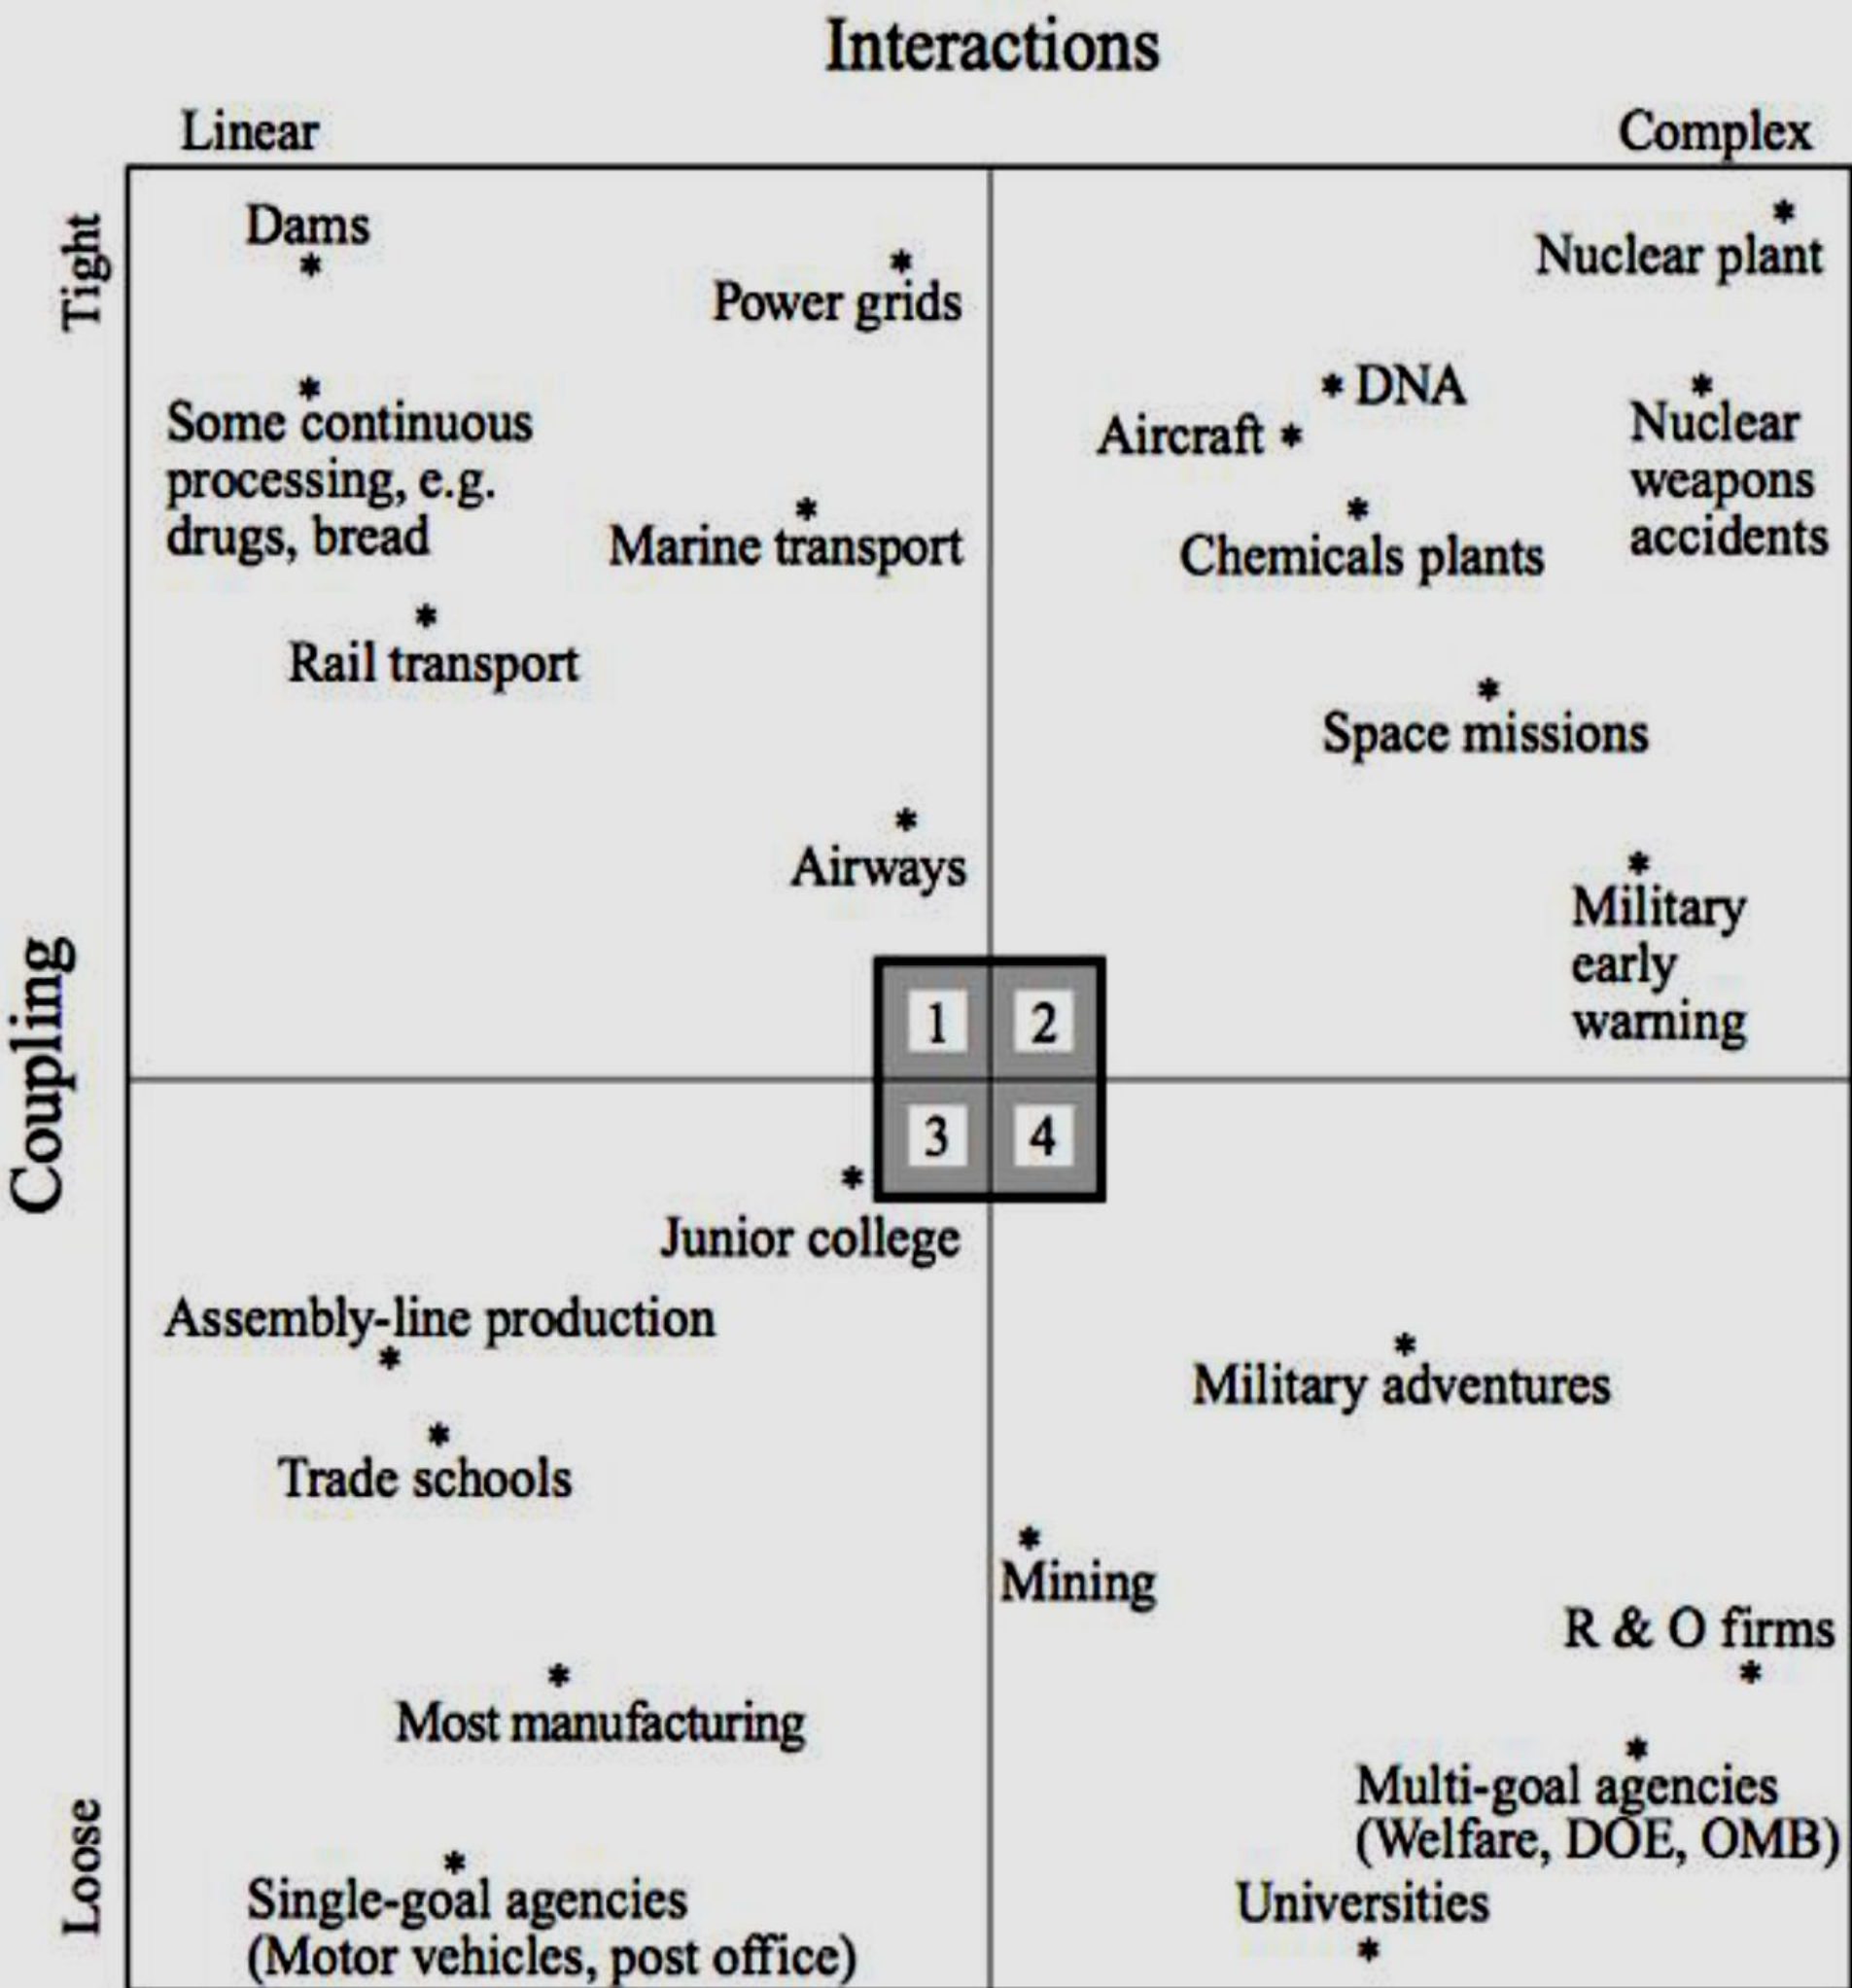 Interactions
Linear
Complex
Tight
Dams
Nuclear plant
Power grids
DNA
Aircraft
Nuclear
weapons
accidents
Some continuous
processing, e.g.
drugs, bread
Marine transport
Chemicals plants
Rail transport
Space missions
Airways
Military
early
warning
Coupling
1
2
3
4
Junior college
Assembly-line production
Military adventures
Trade schools
Mining
R & O firms
Most manufacturing
Multi-goal agencies
(Welfare, DOE, OMB)
Loose
Single-goal agencies
(Motor vehicles, post office)
Universities